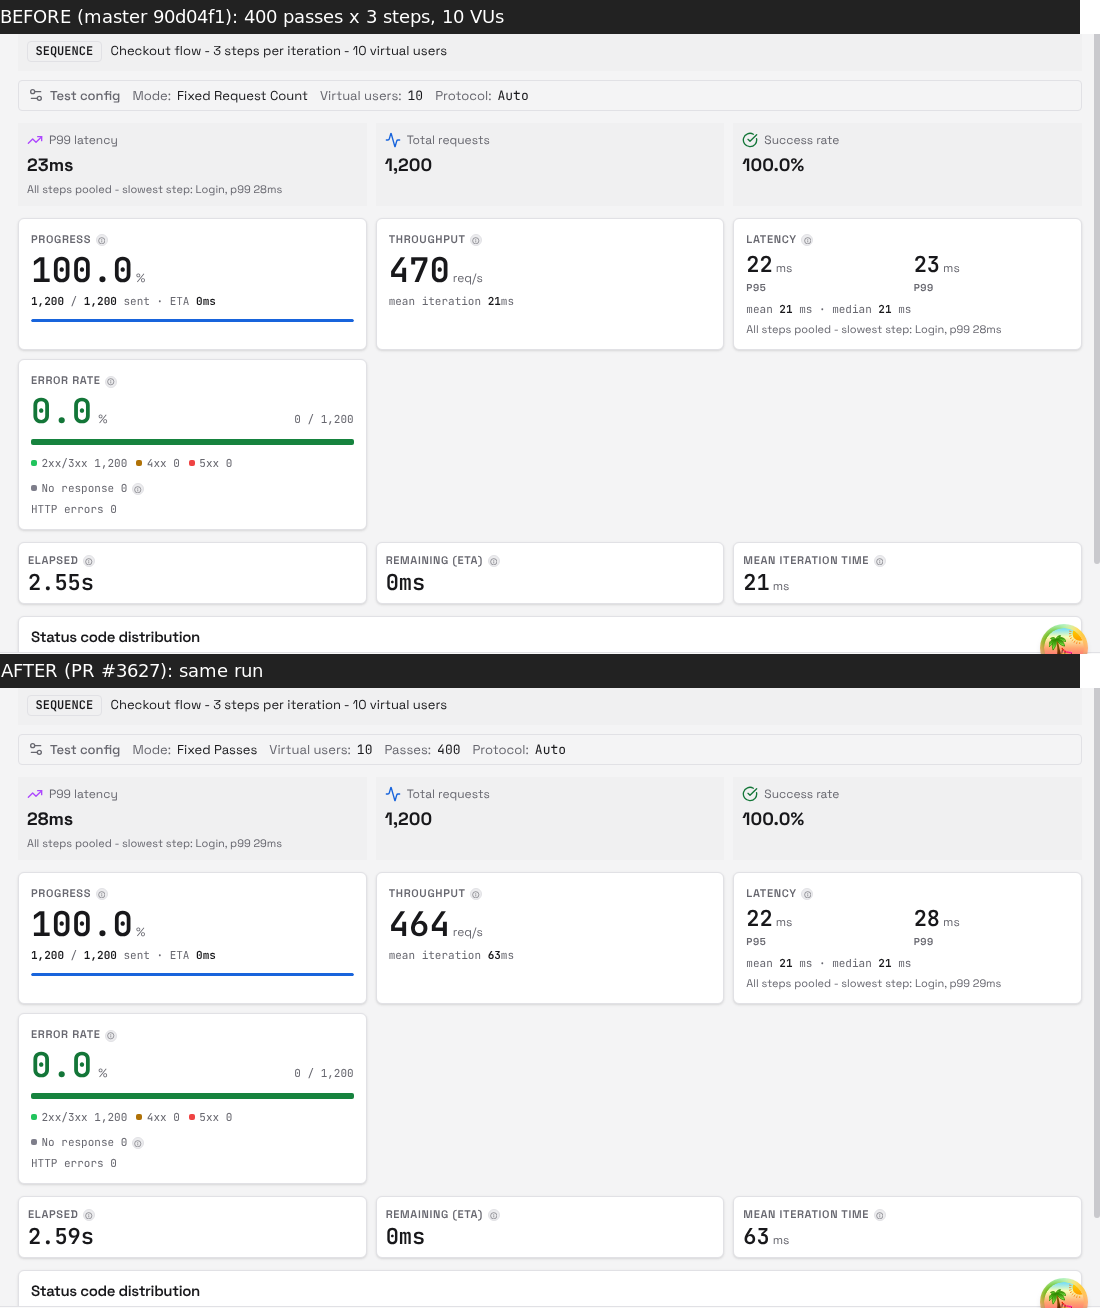 BEFORE (master 90d04f1): 400 passes x 3 steps, 10 VUs
SEQUENCE Checkout flow - 3 steps per iteration - 10 virtual users
Test config Mode: Fixed Request Count Virtual users: 10 Protocol: Auto
P99 latency Total requests Success rate
23ms 1,200 100.0%
All steps pooled - slowest step: Login, p99 28ms
PROGRESS THROUGHPUT LATENCY
100.0 % 470 req/s 22 ms 23 ms
P95 P99
1,200 / 1,200 sent · ETA 0ms mean iteration 21ms mean 21 ms · median 21 ms
All steps pooled - slowest step: Login, p99 28ms
ERROR RATE
0.0 % 0 / 1,200
2xx/3xx 1,200 4xx 0 5xx 0
No response 0
HTTP errors 0
ELAPSED REMAINING (ETA) MEAN ITERATION TIME
2.55s 0ms 21 ms
Status code distribution
AFTER (PR #3627): same run
SEQUENCE Checkout flow - 3 steps per iteration - 10 virtual users
Test config Mode: Fixed Passes Virtual users: 10 Passes: 400 Protocol: Auto
P99 latency Total requests Success rate
28ms 1,200 100.0%
All steps pooled - slowest step: Login, p99 29ms
PROGRESS THROUGHPUT LATENCY
100.0 % 464 req/s 22 ms 28 ms
P95 P99
1,200 / 1,200 sent · ETA 0ms mean iteration 63ms mean 21 ms · median 21 ms
All steps pooled - slowest step: Login, p99 29ms
ERROR RATE
0.0 % 0 / 1,200
2xx/3xx 1,200 4xx 0 5xx 0
No response 0
HTTP errors 0
ELAPSED REMAINING (ETA) MEAN ITERATION TIME
2.59s 0ms 63 ms
Status code distribution